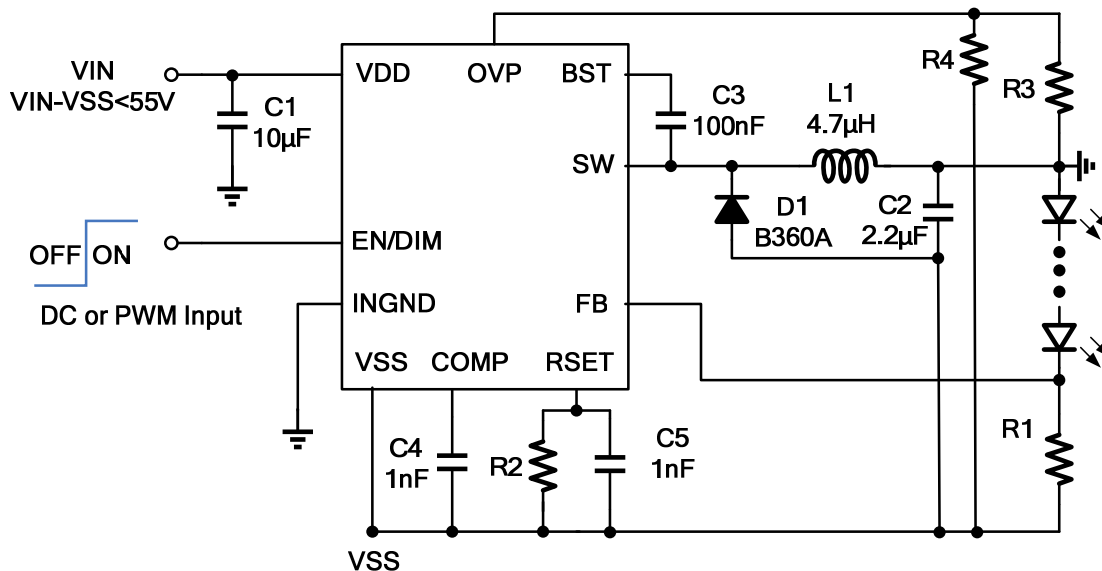 VIN
VIN-VSS<55V
C1
10µF
VDD
OVP
BST
C3
100nF
L1
4.7µH
R4
R3
SW
D1
B360A
C2
2.2µF
OFF
ON
EN/DIM
DC or PWM Input
INGND
FB
VSS
COMP
RSET
C4
1nF
R2
C5
1nF
R1
VSS